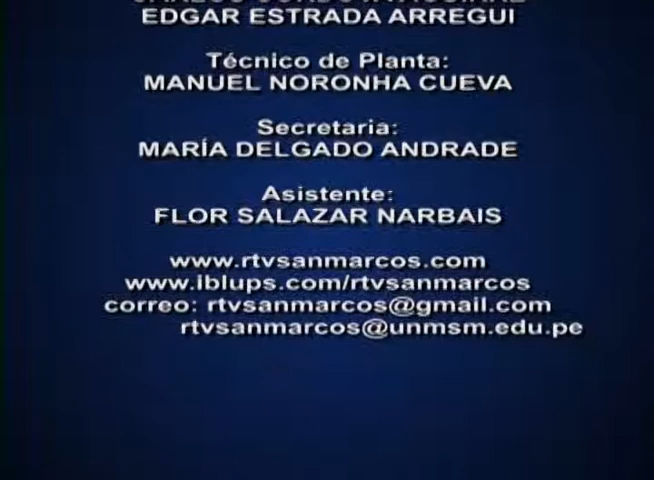 EDGAR ESTRADA ARREGUI
Técnico de Planta:
MANUEL NORONHA CUEVA
Secretaria:
MARÍA DELGADO ANDRADE
Asistente:
FLOR SALAZAR NARBAIS
www.rtvsanmarcos.com
www.iblups.com/rtvsanmarcos
correo: rtvsanmarcos@gmail.com
rtvsanmarcos@unmsm.edu.pe